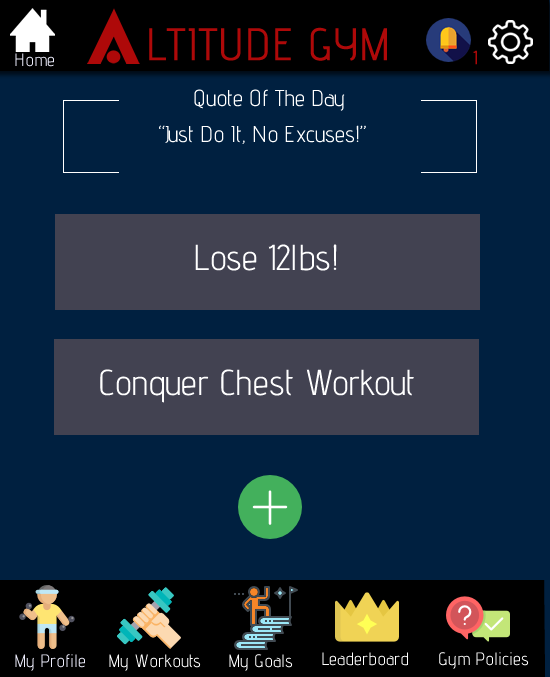 Home
ALTITUDE GYM
1
Quote Of The Day
“Just Do It, No Excuses!”
Lose 12lbs!
Conquer Chest Workout
My Profile
My Workouts
My Goals
Leaderboard
Gym Policies